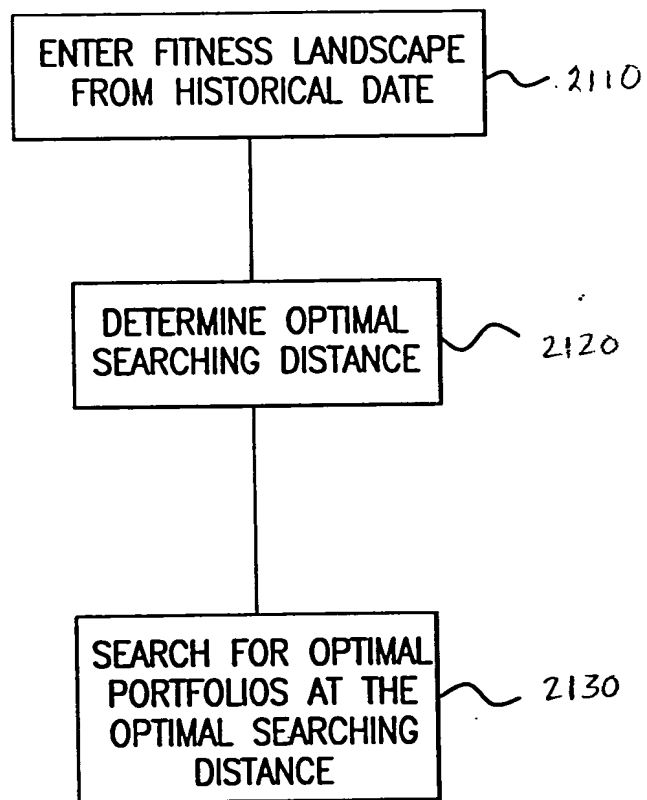 ENTER FITNESS LANDSCAPE
FROM HISTORICAL DATE
2110
DETERMINE OPTIMAL
SEARCHING DISTANCE
2120
SEARCH FOR OPTIMAL
PORTFOLIOS AT THE
OPTIMAL SEARCHING
DISTANCE
2130